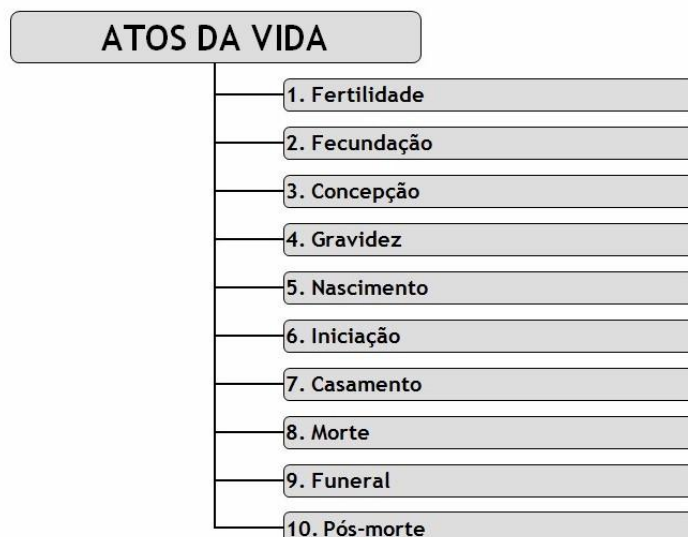 ATOS DA VIDA
1. Fertilidade
2. Fecundação
3. Concepção
4. Gravidez
5. Nascimento
6. Iniciação
7. Casamento
8. Morte
9. Funeral
10. Pós-morte